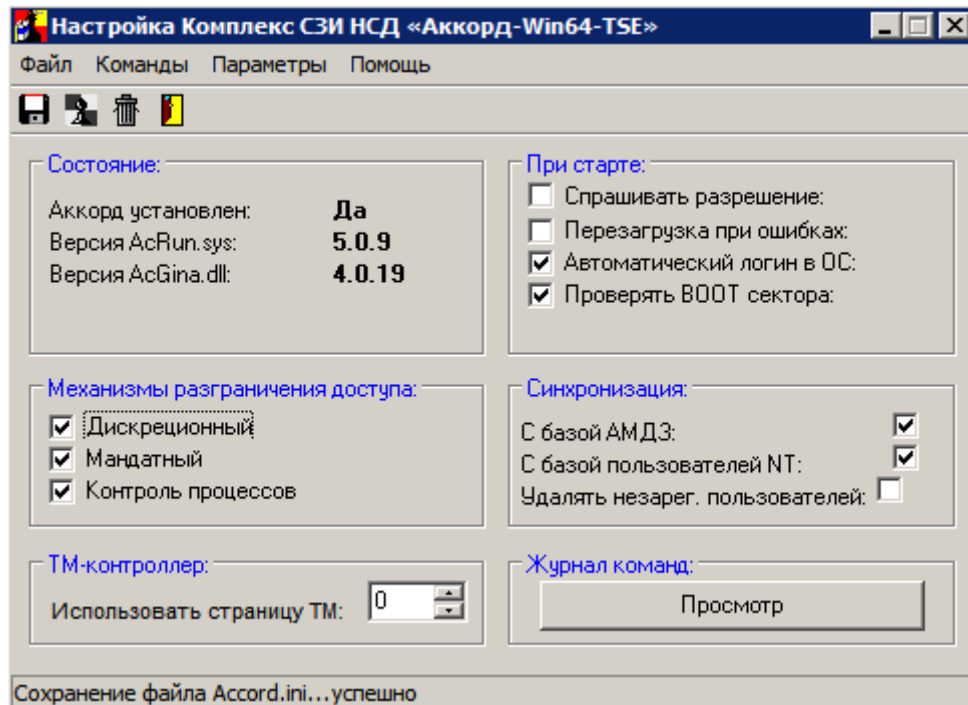 Настройка Комплекс СЗИ НСД «Аккорд-Win64-TSE»
Файл Команды Параметры Помощь
Состояние:
Аккорд установлен: Да
Версия AcRun.sys: 5.0.9
Версия AcGina.dll: 4.0.19
При старте:
Спрашивать разрешение:
Перезагрузка при ошибках:
Автоматический логин в ОС:
Проверять BOOT сектора:
Механизмы разграничения доступа:
Дискреционный
Мандатный
Контроль процессов
Синхронизация:
С базой АМДЗ:
С базой пользователей NT:
Удалять незарег. пользователей:
ТМ-контроллер:
Использовать страницу ТМ: 0
Журнал команд:
Просмотр
Сохранение файла Accord.ini...успешно